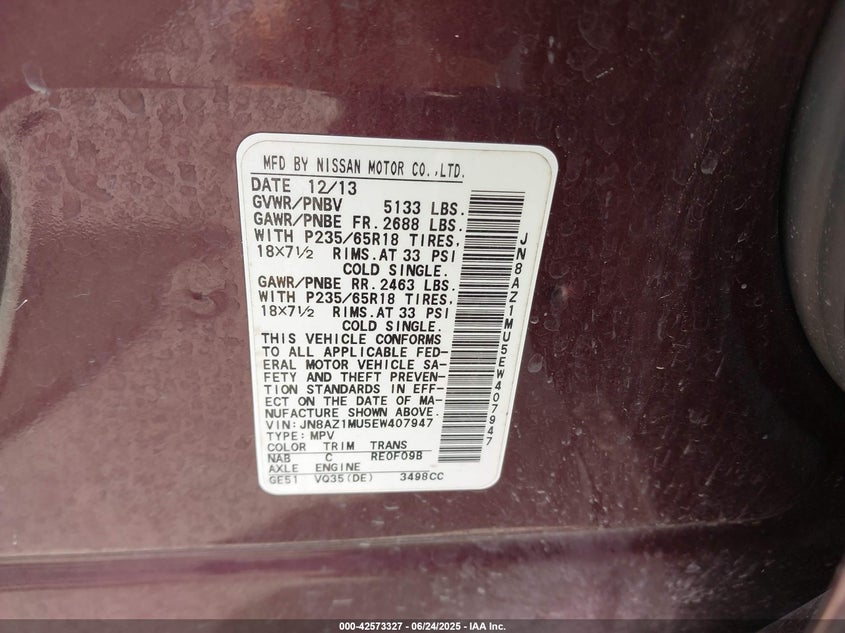 MFD BY NISSAN MOTOR CO.,LTD.
DATE 12/13
GVWR/PNBV 5133 LBS.
GAWR/PNBE FR. 2688 LBS.
WITH P235/65R18 TIRES,
18X7½ RIMS.AT 33 PSI
COLD SINGLE.
GAWR/PNBE RR. 2463 LBS.
WITH P235/65R18 TIRES,
18X7½ RIMS.AT 33 PSI
COLD SINGLE.
THIS VEHICLE CONFORMS
TO ALL APPLICABLE FED-
ERAL MOTOR VEHICLE SA-
FETY AND THEFT PREVEN-
TION STANDARDS IN EFF-
ECT ON THE DATE OF MA-
NUFACTURE SHOWN ABOVE.
VIN: JN8AZ1MU5EW407947
TYPE: MPV
COLOR TRIM TRANS
NAB C RE0F09B
AXLE ENGINE
GE51 VQ35(DE) 3498CC
JN8AZ1MU5EW407947
000-42573327 - 06/24/2025 - IAA Inc.